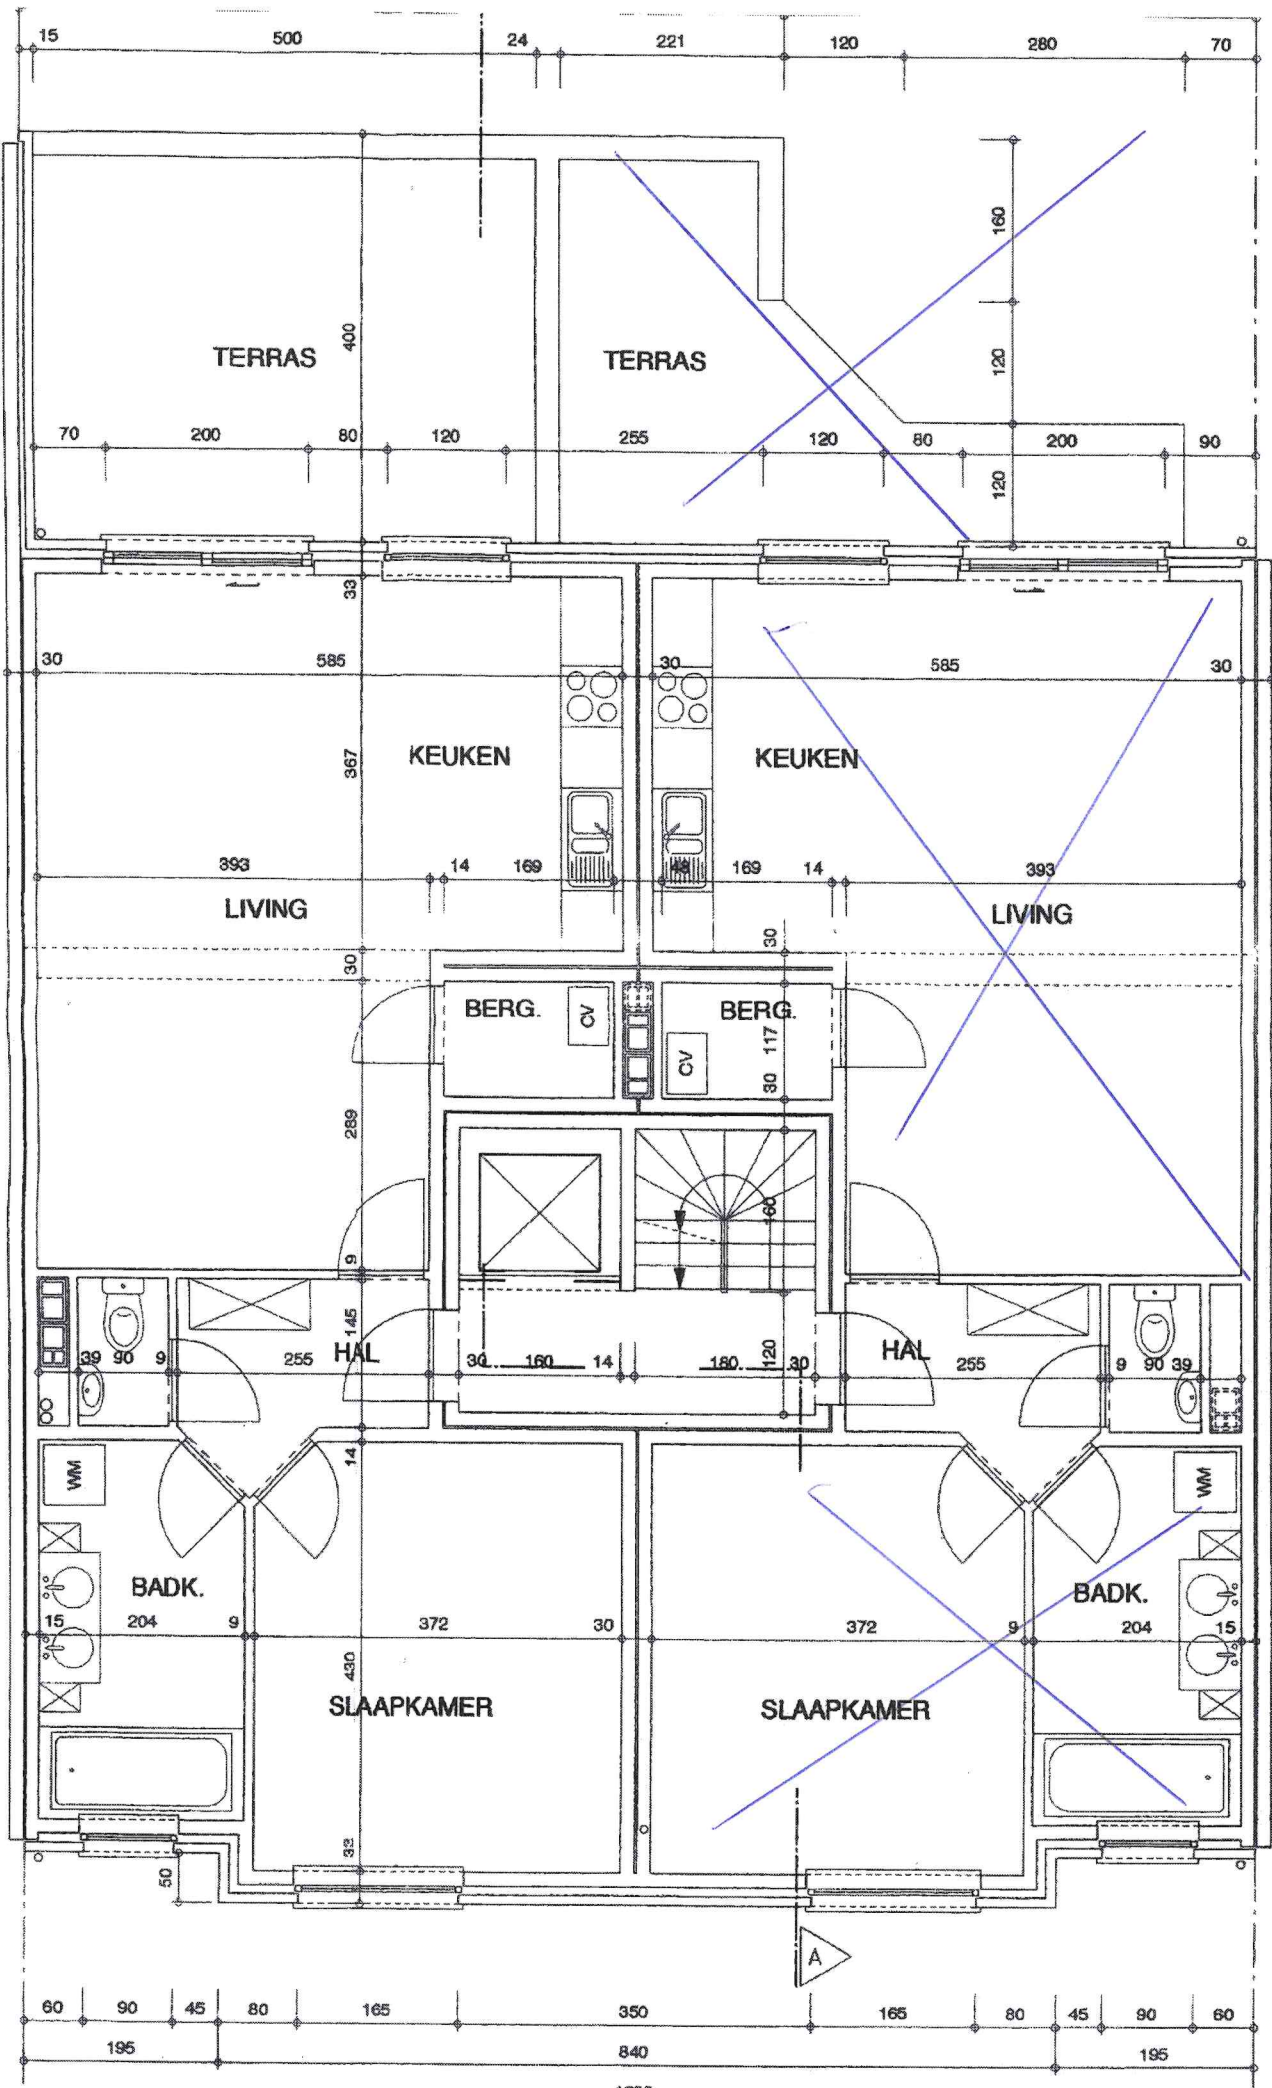 15 500 24 221 120 280 70
160
400
TERRAS TERRAS
120
70 200 80 120 255 120 80 200 90
120
33
30 585 30 585 30
KEUKEN KEUKEN
367
393 14 169 48 169 14 393
LIVING LIVING
30 30
BERG. CV BERG.
117
CV
30
289
160
9
145
HAL HAL
39 90 9 255 30 160 14 180 120 30 255 9 90 39
14
WM WM
BADK. BADK.
15 204 9 372 30 372 9 204 15
430
SLAAPKAMER SLAAPKAMER
32
50
A
60 90 45 80 165 350 165 80 45 90 60
195 840 195